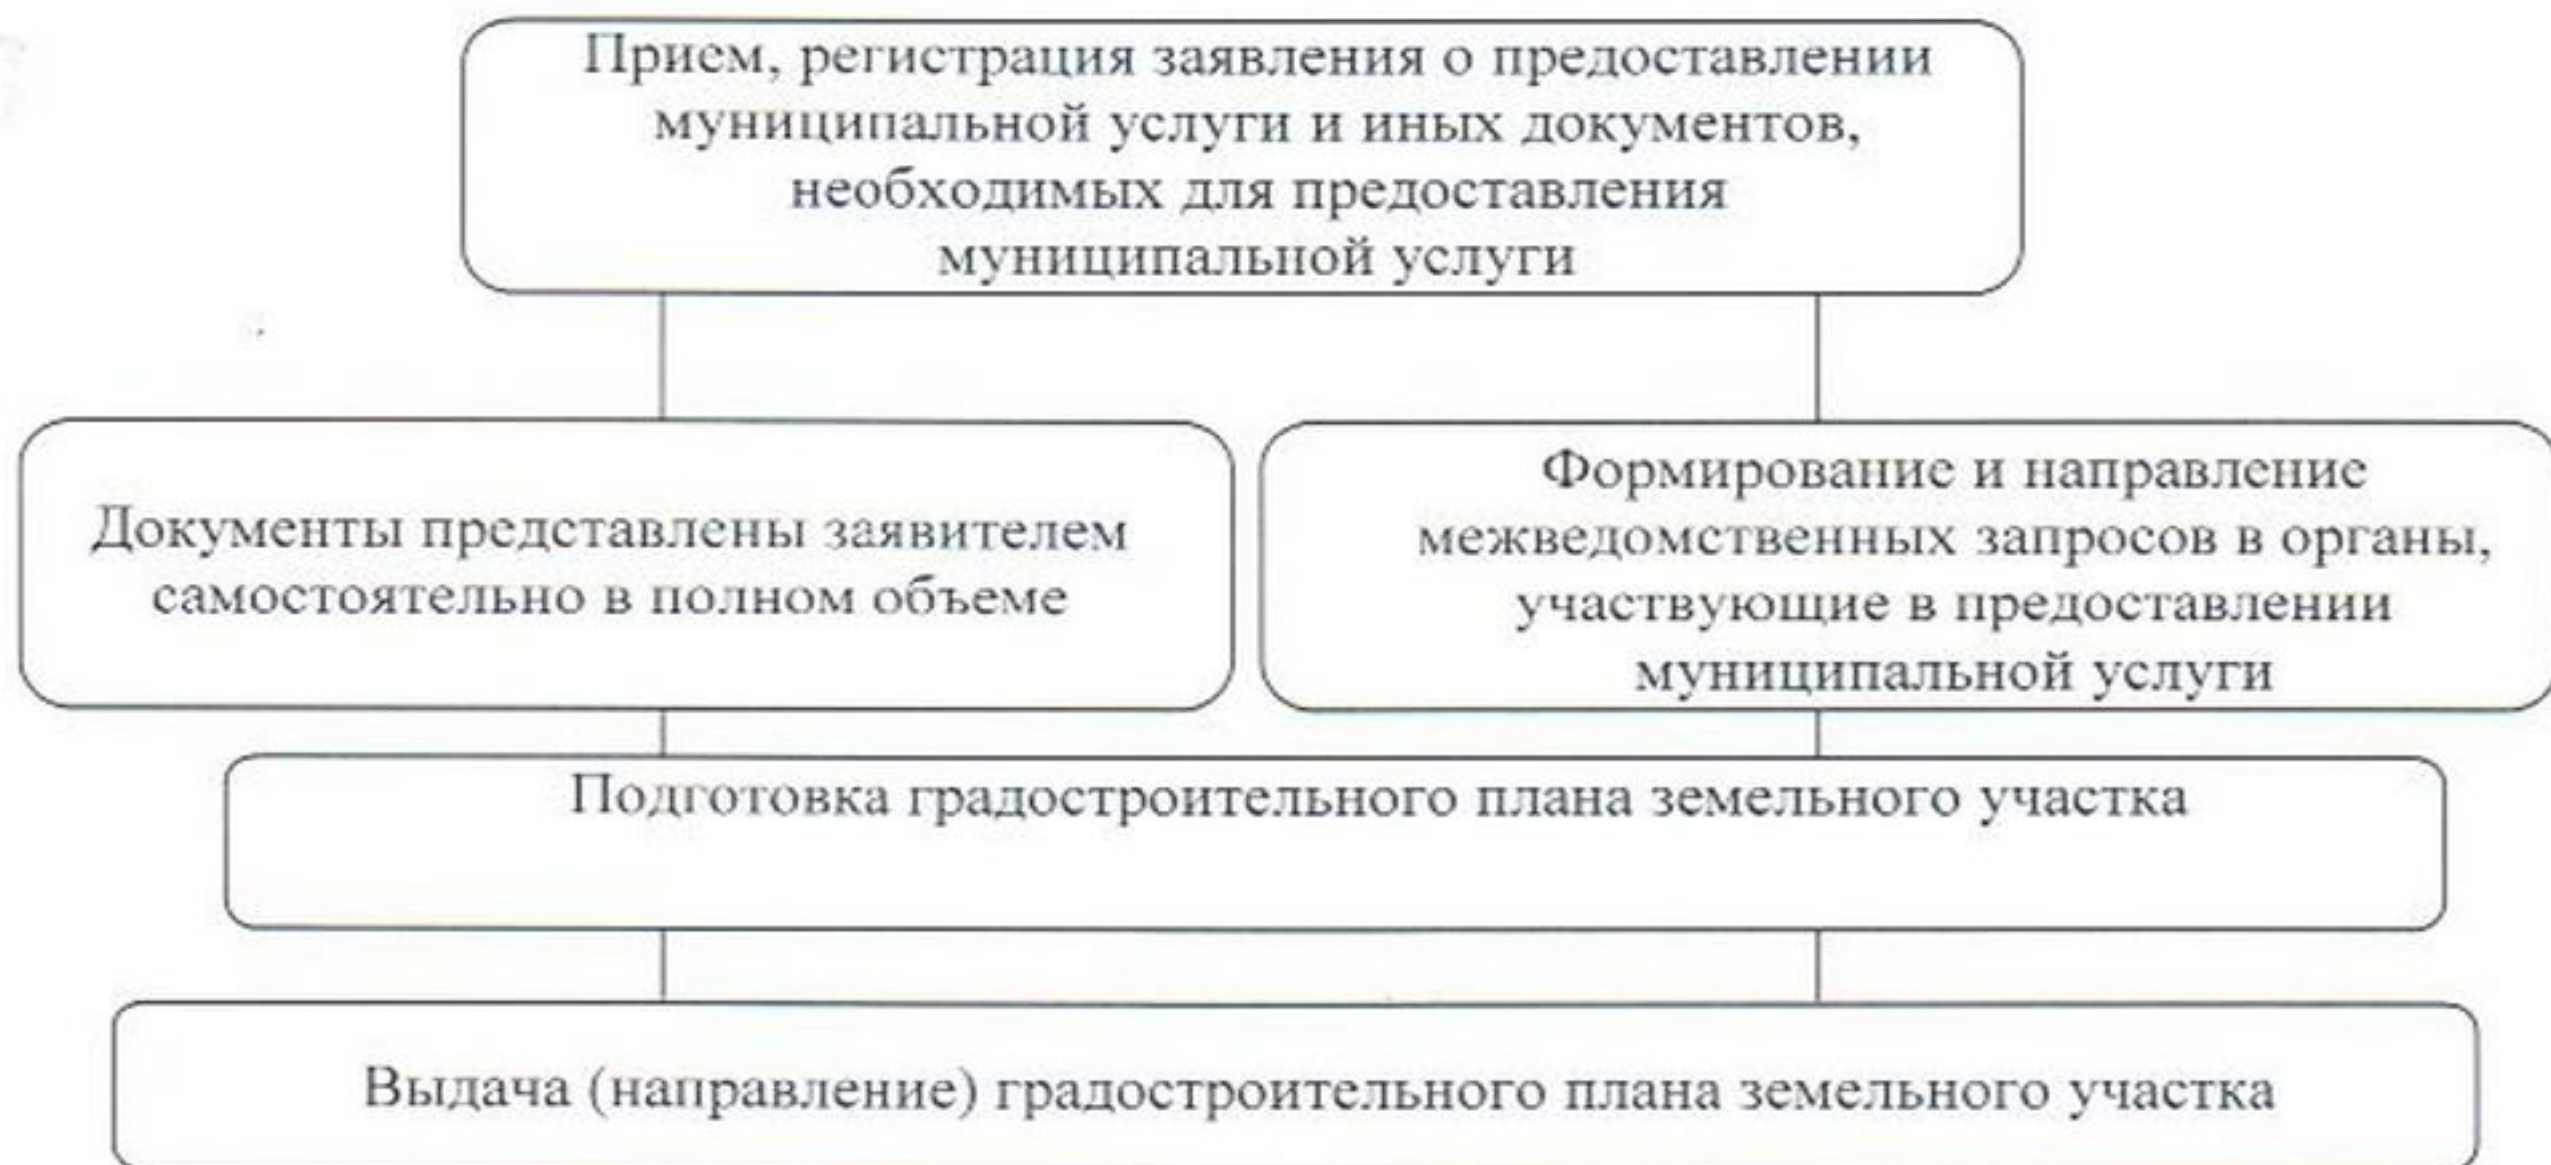 Прием, регистрация заявления о предоставлении
муниципальной услуги и иных документов,
необходимых для предоставления
муниципальной услуги
Документы представлены заявителем
самостоятельно в полном объеме
Формирование и направление
межведомственных запросов в органы,
участвующие в предоставлении
муниципальной услуги
Подготовка градостроительного плана земельного участка
Выдача (направление) градостроительного плана земельного участка